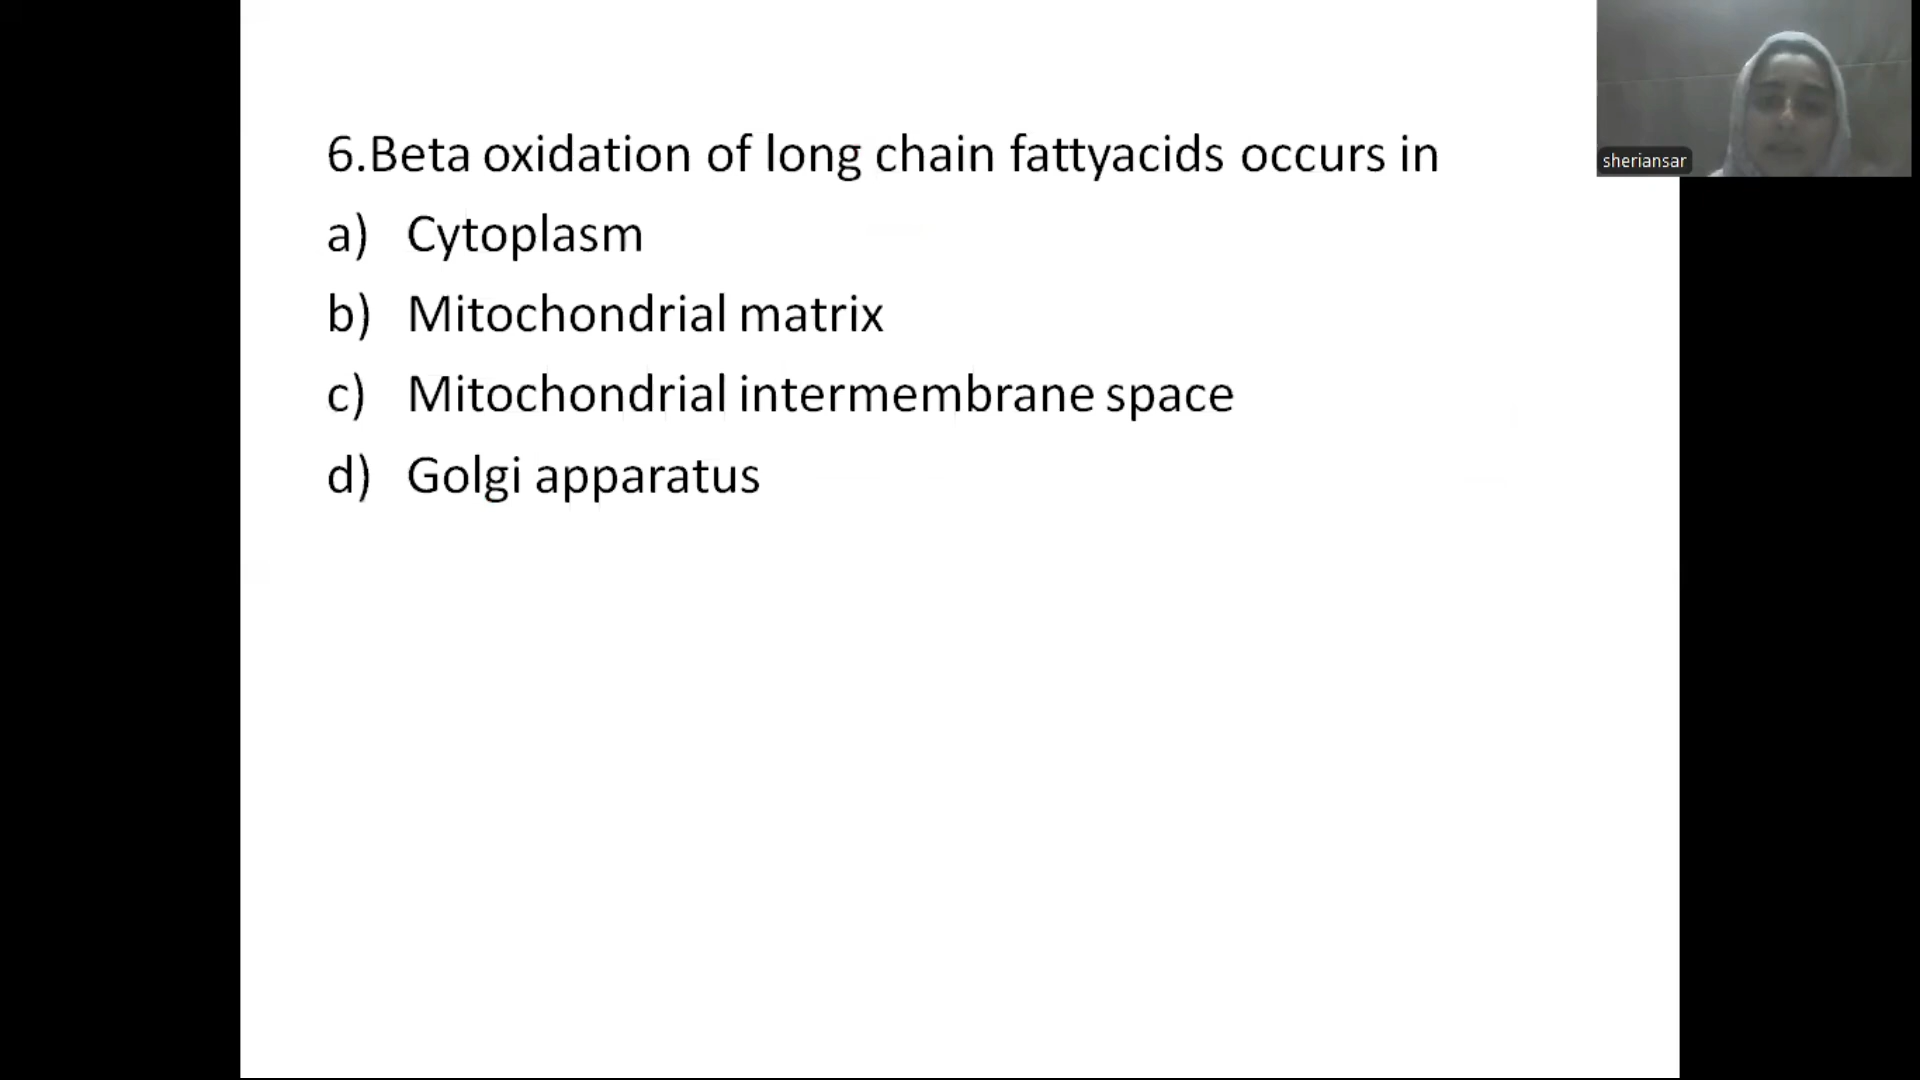 6.Beta oxidation of long chain fattyacids occurs in
a) Cytoplasm
b) Mitochondrial matrix
c) Mitochondrial intermembrane space
d) Golgi apparatus
sheriansar